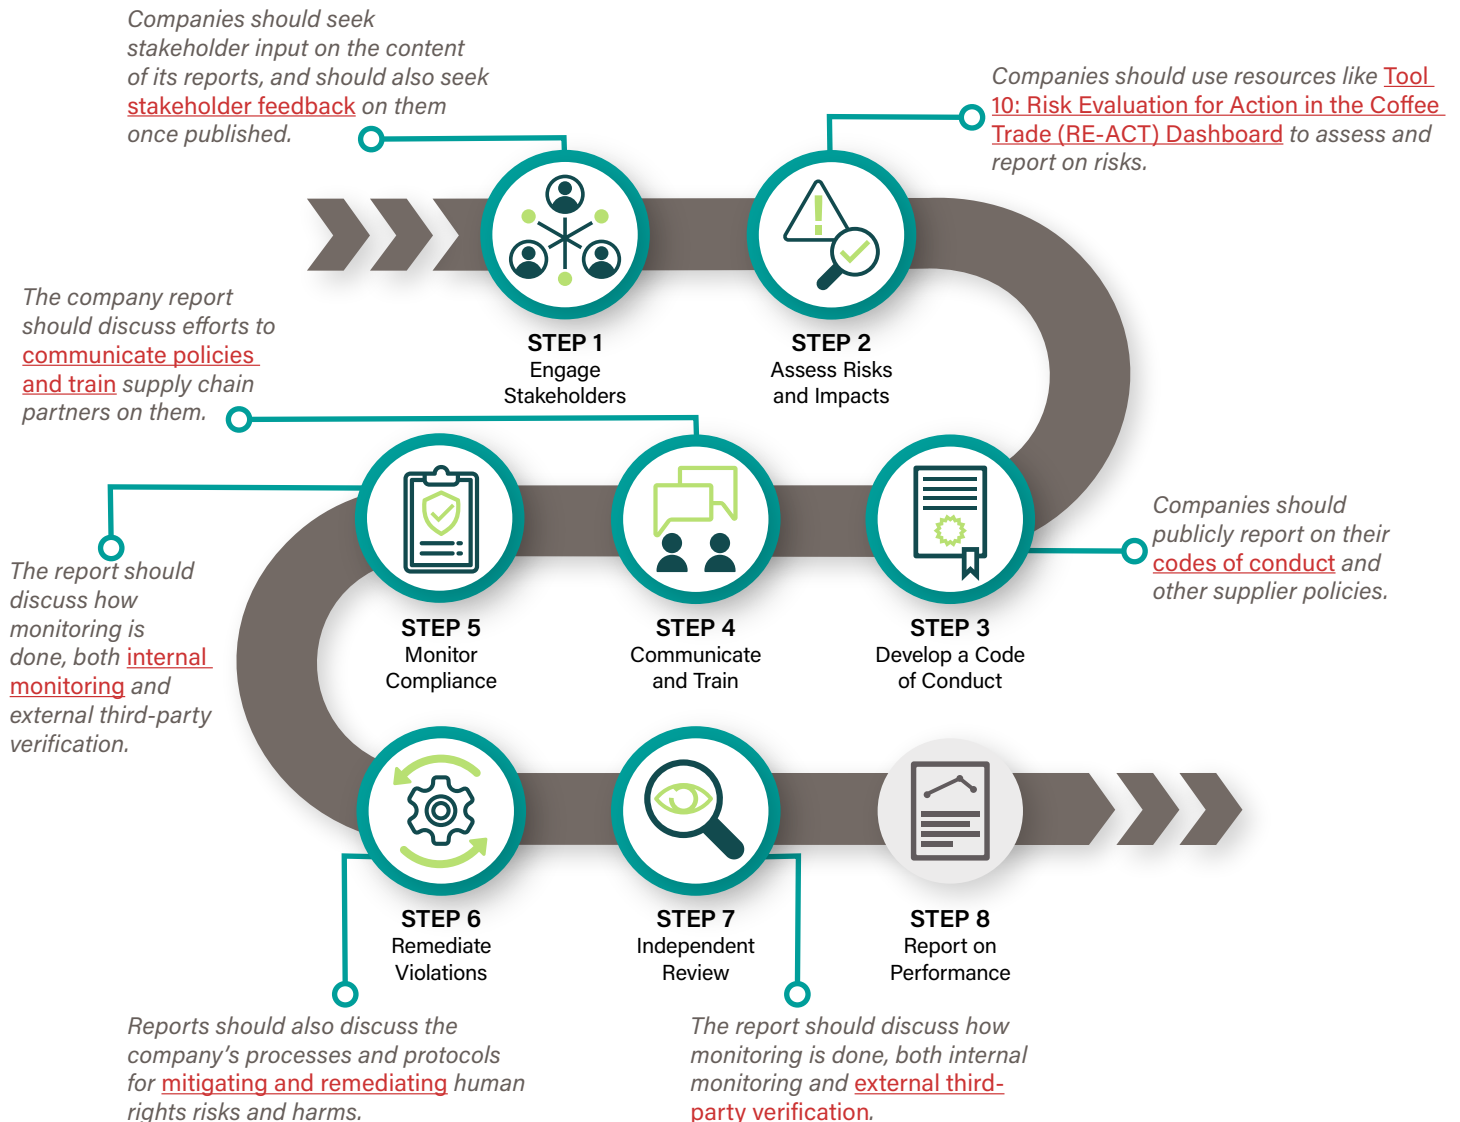 Companies should seek
stakeholder input on the content
of its reports, and should also seek
stakeholder feedback on them
once published.
Companies should use resources like Tool
10: Risk Evaluation for Action in the Coffee
Trade (RE-ACT) Dashboard to assess and
report on risks.
STEP 1
Engage
Stakeholders
STEP 2
Assess Risks
and Impacts
The company report
should discuss efforts to
communicate policies
and train supply chain
partners on them.
Companies should
publicly report on their
codes of conduct and
other supplier policies.
The report should
discuss how
monitoring is
done, both internal
monitoring and
external third-party
verification.
STEP 5
Monitor
Compliance
STEP 4
Communicate
and Train
STEP 3
Develop a Code
of Conduct
STEP 6
Remediate
Violations
STEP 7
Independent
Review
STEP 8
Report on
Performance
Reports should also discuss the
company’s processes and protocols
for mitigating and remediating human
rights risks and harms.
The report should discuss how
monitoring is done, both internal
monitoring and external third-
party verification.